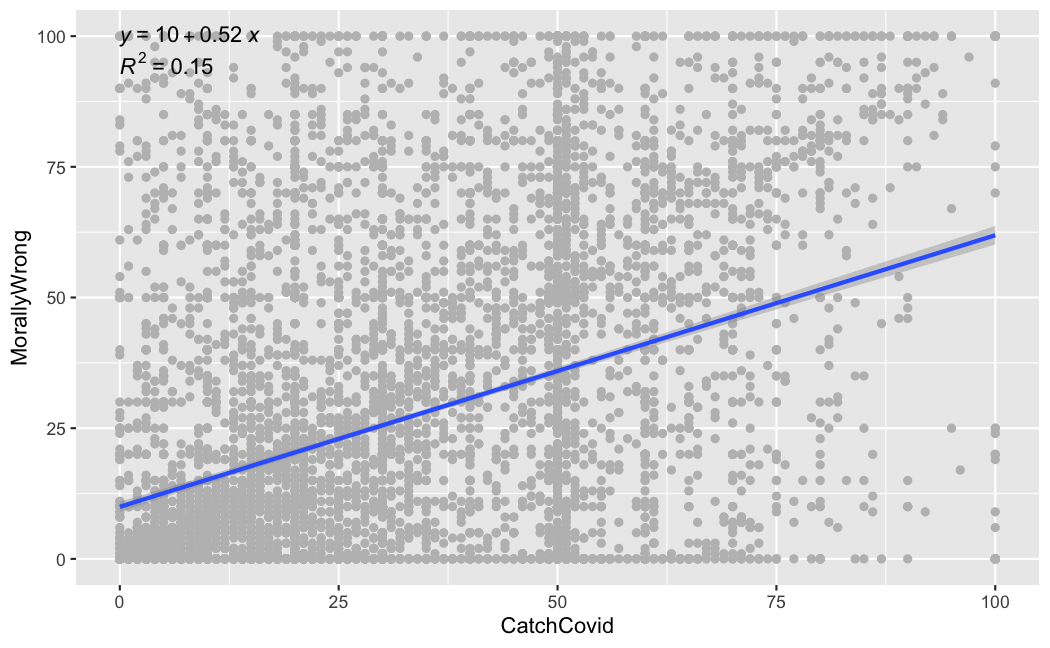 y = 10 + 0.52 x
R² = 0.15
100
75
50
25
0
MorallyWrong
0 25 50 75 100
CatchCovid